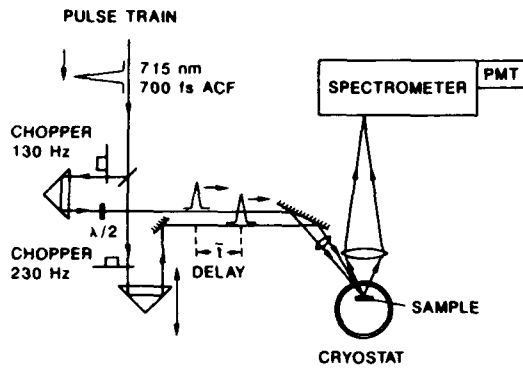 PULSE TRAIN
715 nm
700 fs ACF
SPECTROMETER
PMT
CHOPPER
130 Hz
λ/2
CHOPPER
230 Hz
τ̄
DELAY
SAMPLE
CRYOSTAT